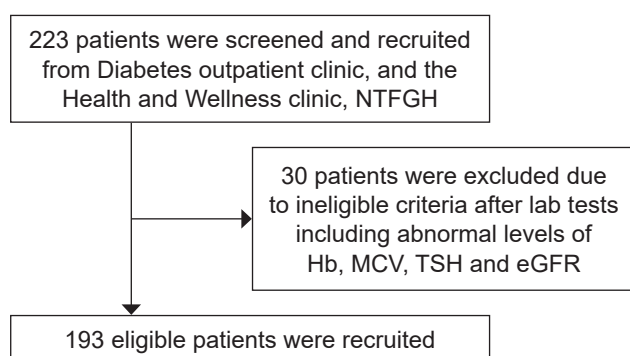 223 patients were screened and recruited
from Diabetes outpatient clinic, and the
Health and Wellness clinic, NTFGH
30 patients were excluded due
to ineligible criteria after lab tests
including abnormal levels of
Hb, MCV, TSH and eGFR
193 eligible patients were recruited